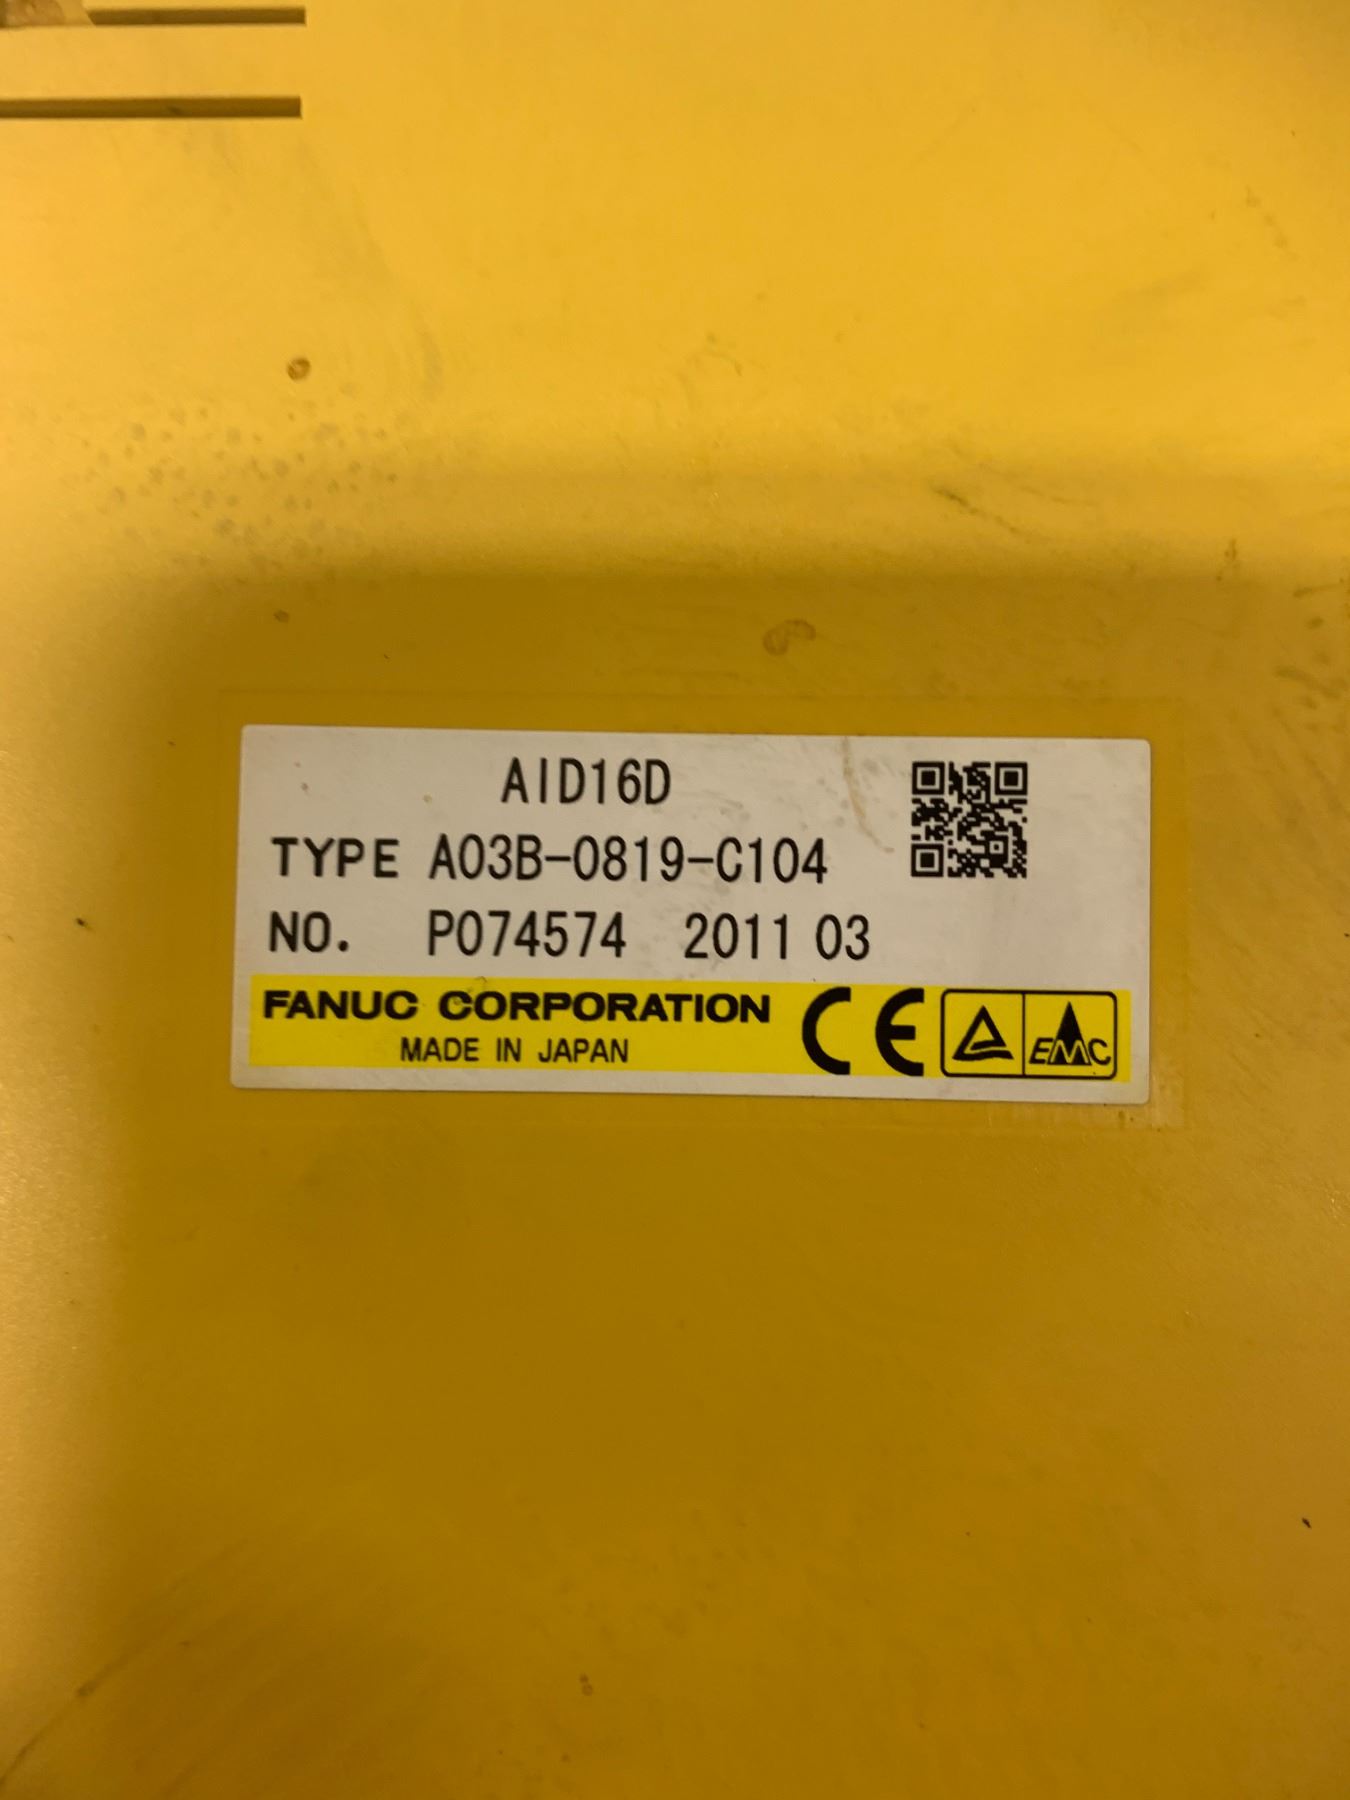 AID16D
TYPE A03B-0819-C104
NO. P074574 2011 03
FANUC CORPORATION
MADE IN JAPAN
CE
EMC